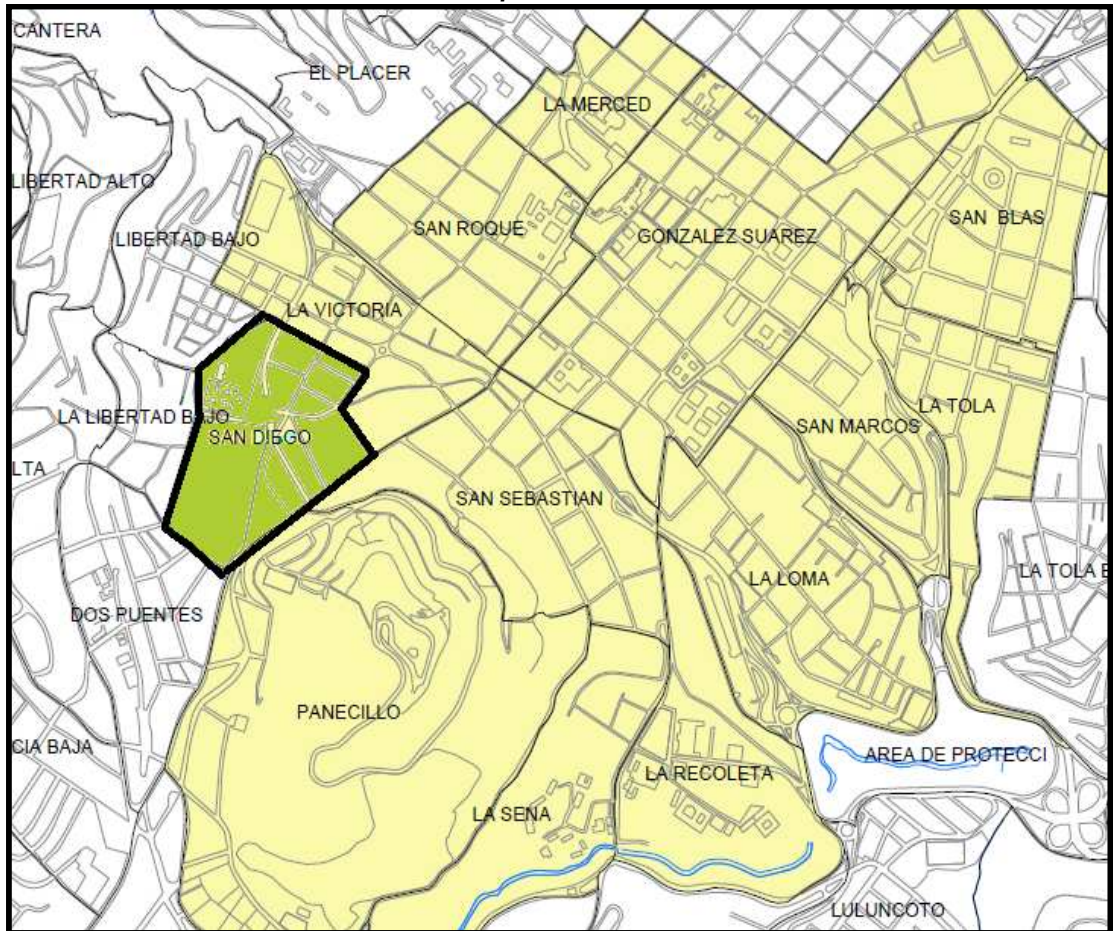 CANTERA
EL PLACER
LA MERCED
LIBERTAD ALTO
SAN BLAS
SAN ROQUE
GONZALEZ SUAREZ
LIBERTAD BAJO
LA VICTORIA
LA TOLA
LA LIBERTAD BAJO
SAN MARCOS
SAN DIEGO
LTA
SAN SEBASTIAN
LA LOMA
LA TOLA B
DOS PUENTES
PANECILLO
CIA BAJA
AREA DE PROTECCI
LA RECOLETA
LA SENA
LULUNCOTO